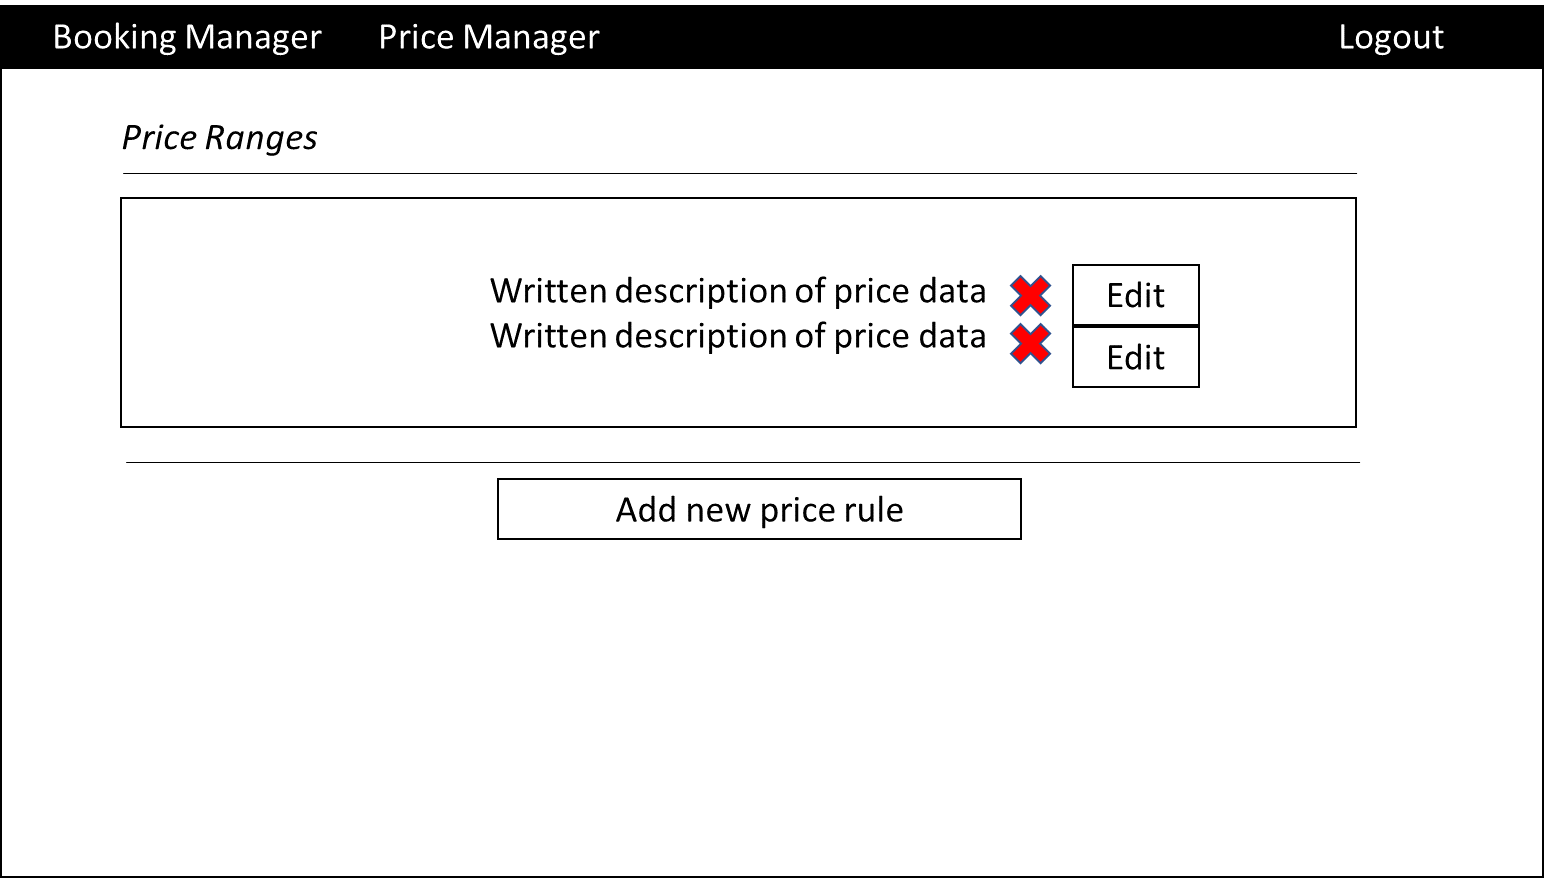 Booking Manager Price Manager Logout
Price Ranges
Written description of price data Edit
Written description of price data Edit
Add new price rule